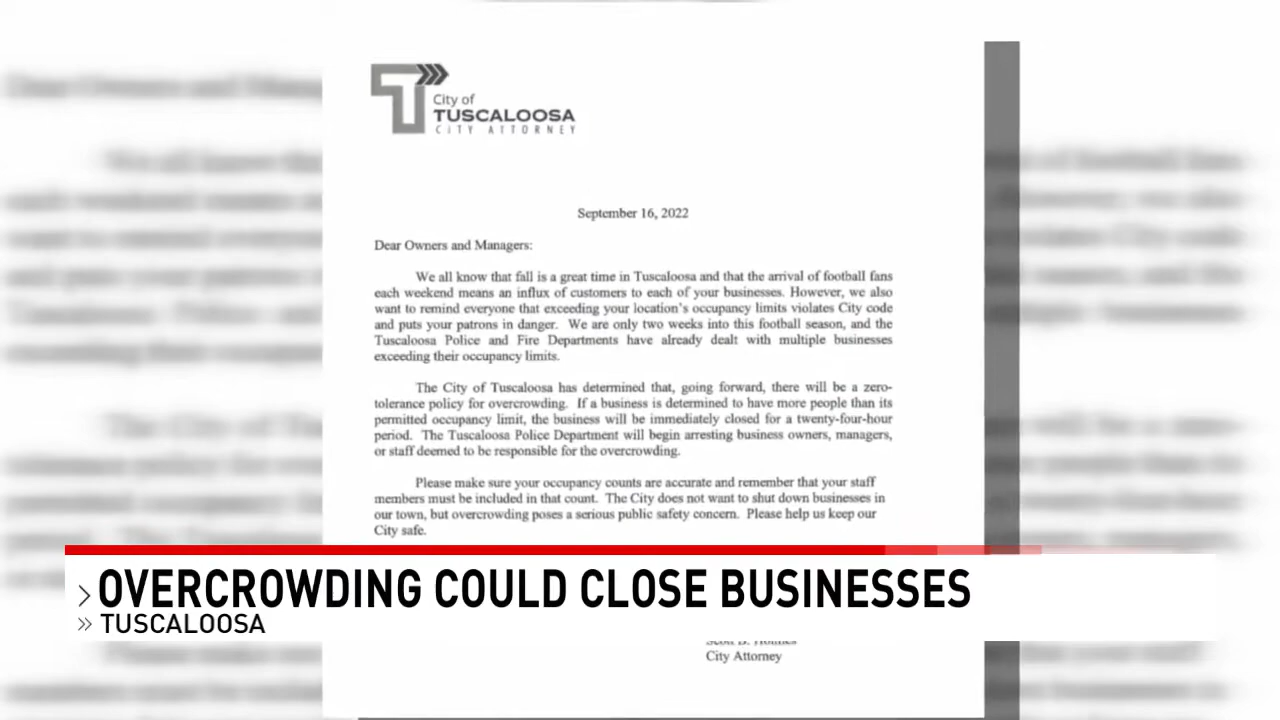 City of
TUSCALOOSA
CITY ATTORNEY
September 16, 2022
Dear Owners and Managers:
We all know that fall is a great time in Tuscaloosa and that the arrival of football fans
each weekend means an influx of customers to each of your businesses. However, we also
want to remind everyone that exceeding your location's occupancy limits violates City code
and puts your patrons in danger. We are only two weeks into this football season, and the
Tuscaloosa Police and Fire Departments have already dealt with multiple businesses
exceeding their occupancy limits.
The City of Tuscaloosa has determined that, going forward, there will be a zero-
tolerance policy for overcrowding. If a business is determined to have more people than its
permitted occupancy limit, the business will be immediately closed for a twenty-four-hour
period. The Tuscaloosa Police Department will begin arresting business owners, managers,
or staff deemed to be responsible for the overcrowding.
Please make sure your occupancy counts are accurate and remember that your staff
members must be included in that count. The City does not want to shut down businesses in
our town, but overcrowding poses a serious public safety concern. Please help us keep our
City safe.
OVERCROWDING COULD CLOSE BUSINESSES
TUSCALOOSA
City Attorney